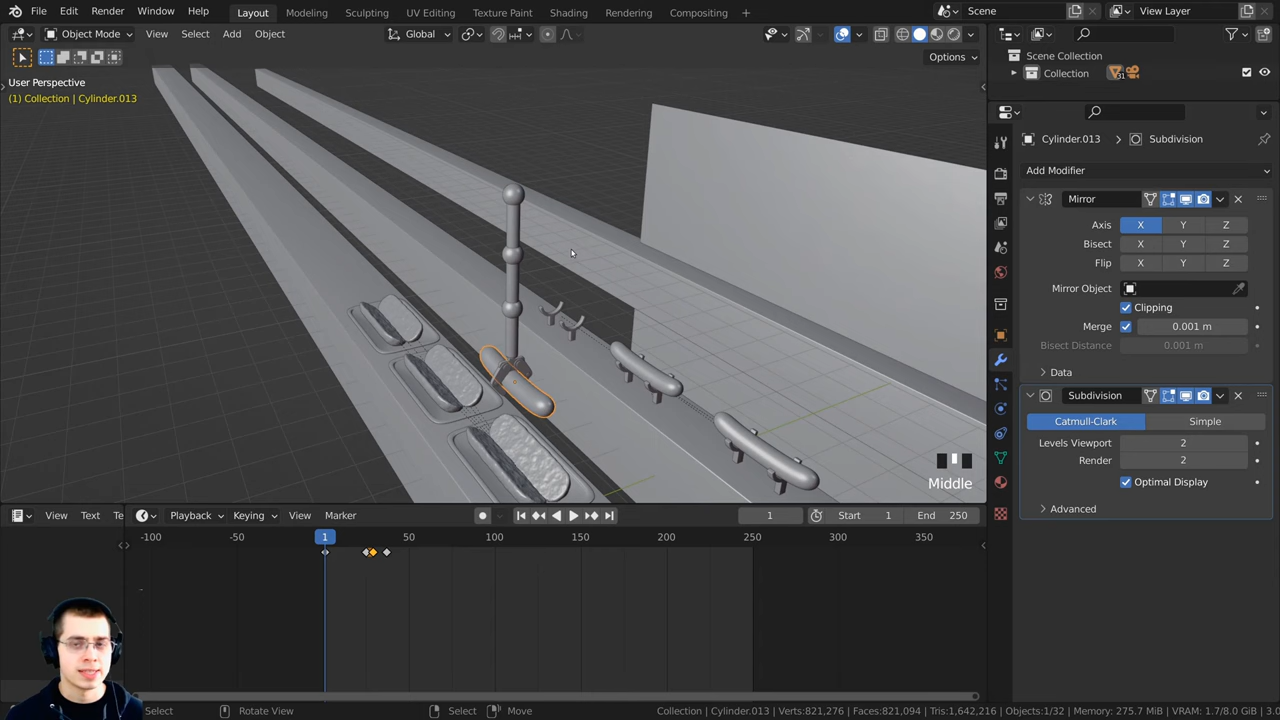 File Edit Render Window Help
Layout Modeling Sculpting UV Editing Texture Paint Shading Animation Rendering Compositing
Scene
View Layer
Object Mode View Select Add Object
Global
Options
User Perspective
(1) Collection | Cylinder.013
Scene Collection
Collection 31
Cylinder.013 > Subdivision
Add Modifier
Mirror
Axis X Y Z
Bisect X Y Z
Flip X Y Z
Mirror Object
Clipping
Merge 0.001 m
Bisect Distance 0.001 m
Data
Subdivision
Catmull-Clark Simple
Levels Viewport 2
Render 2
Optimal Display
Advanced
Middle
View Text
Playback Keying View Marker
1 Start 1 End 250
-100 -50 1 50 100 150 200 250 300 350
Select Rotate View Select Move
Collection | Cylinder.013 | Verts:821,276 | Faces:821,094 | Tris:1,642,216 | Objects:1/32 | Memory: 275.7 MiB | VRAM: 1.7/8.0 GiB | 3.0